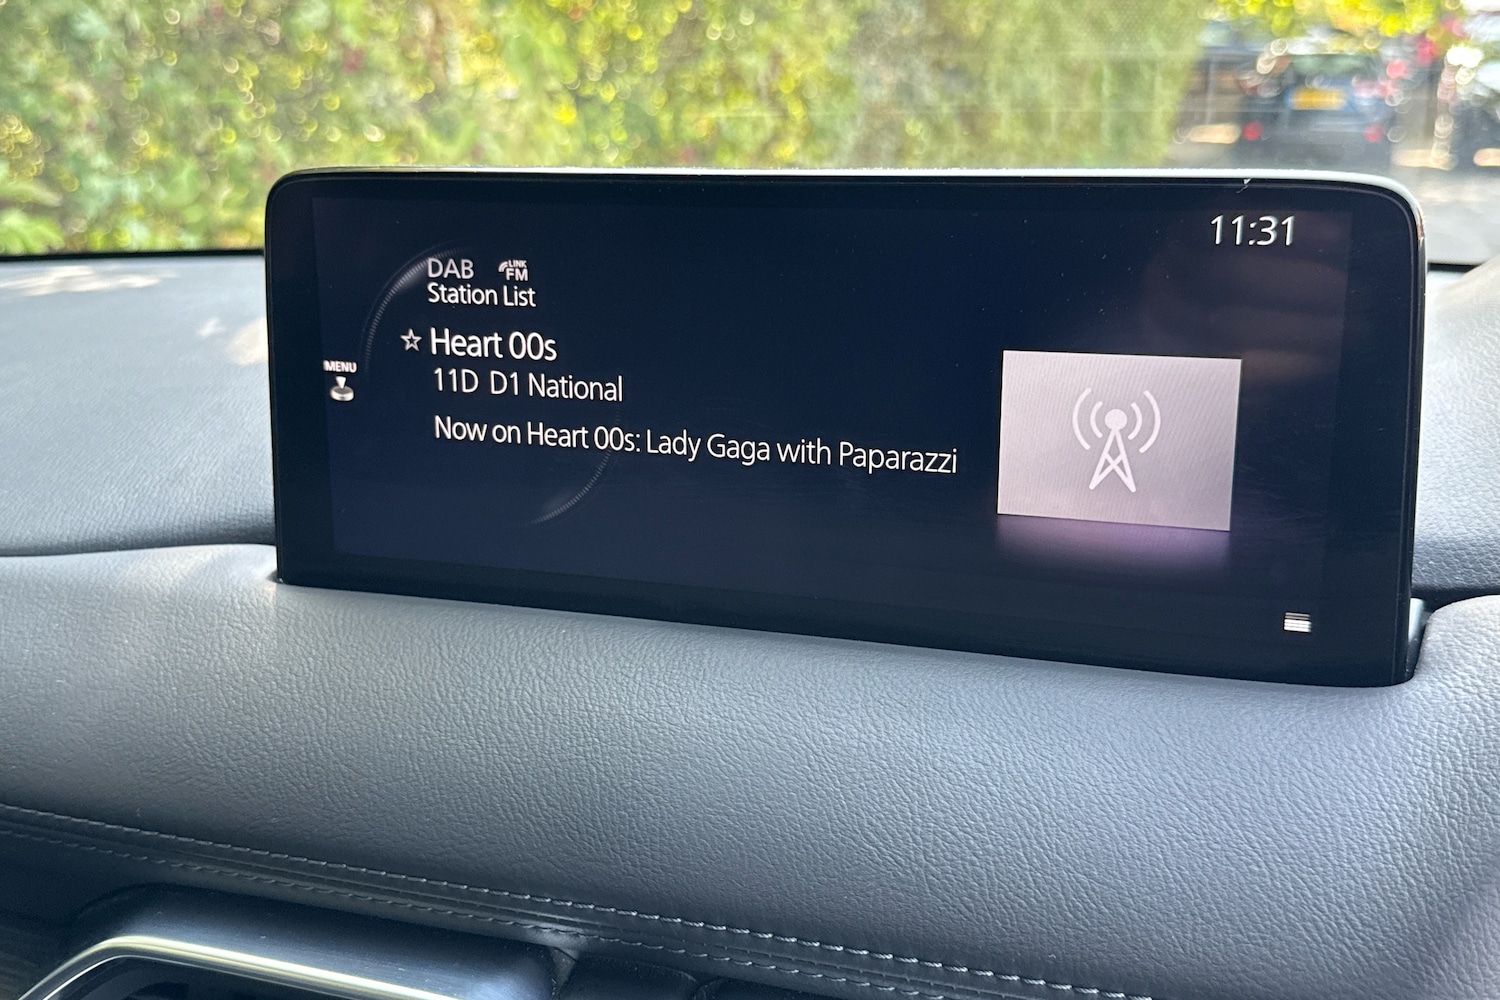 11:31
DAB LINK FM
Station List
☆ Heart 00s
MENU
11D D1 National
Now on Heart 00s: Lady Gaga with Paparazzi